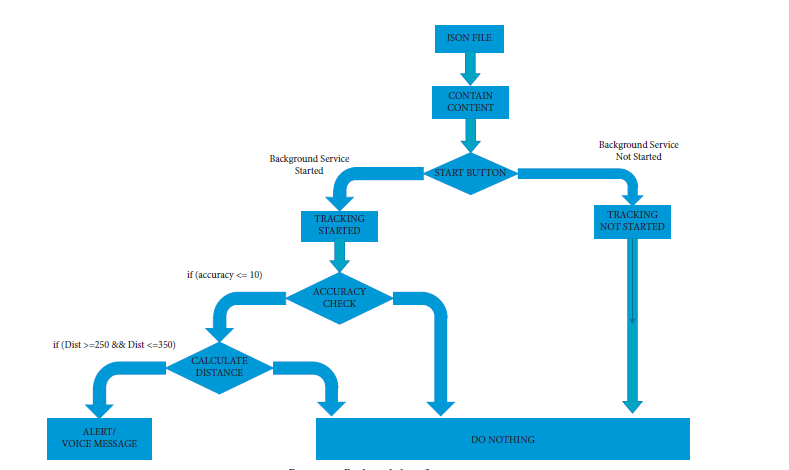 JSON FILE
CONTAIN
CONTENT
Background Service
Started
START BUTTON
Background Service
Not Started
TRACKING
STARTED
TRACKING
NOT STARTED
if (accuracy <= 10)
ACCURACY
CHECK
if (Dist >=250 && Dist <=350)
CALCULATE
DISTANCE
ALERT/
VOICE MESSAGE
DO NOTHING